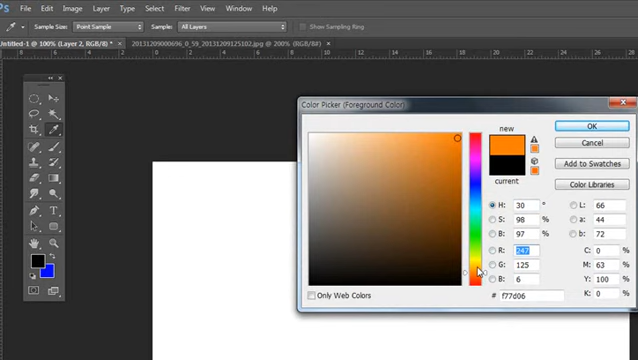 Ps File Edit Image Layer Type Select Filter View Window Help
Sample Size: Point Sample Sample: All Layers Show Sampling Ring
Untitled-1 @ 100% (Layer 2, RGB/8) * × 20131209000696_0_59_20131209125102.jpg @ 200% (RGB/8#) ×
Color Picker (Foreground Color)
new
current
OK
Cancel
Add to Swatches
Color Libraries
H: 30 ° L: 66
S: 98 % a: 44
B: 97 % b: 72
R: 247 C: 0 %
G: 125 M: 63 %
B: 6 Y: 100 %
# f77d06 K: 0 %
Only Web Colors